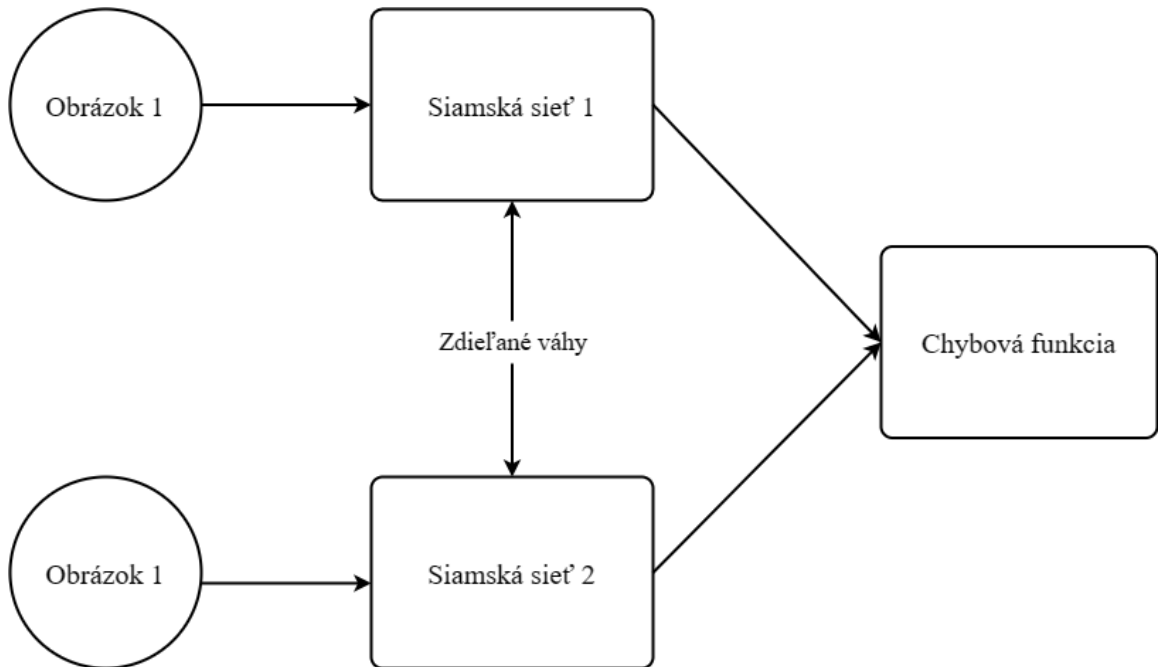 Obrázok 1
Siamská sieť 1
Zdieľané váhy
Chybová funkcia
Obrázok 1
Siamská sieť 2